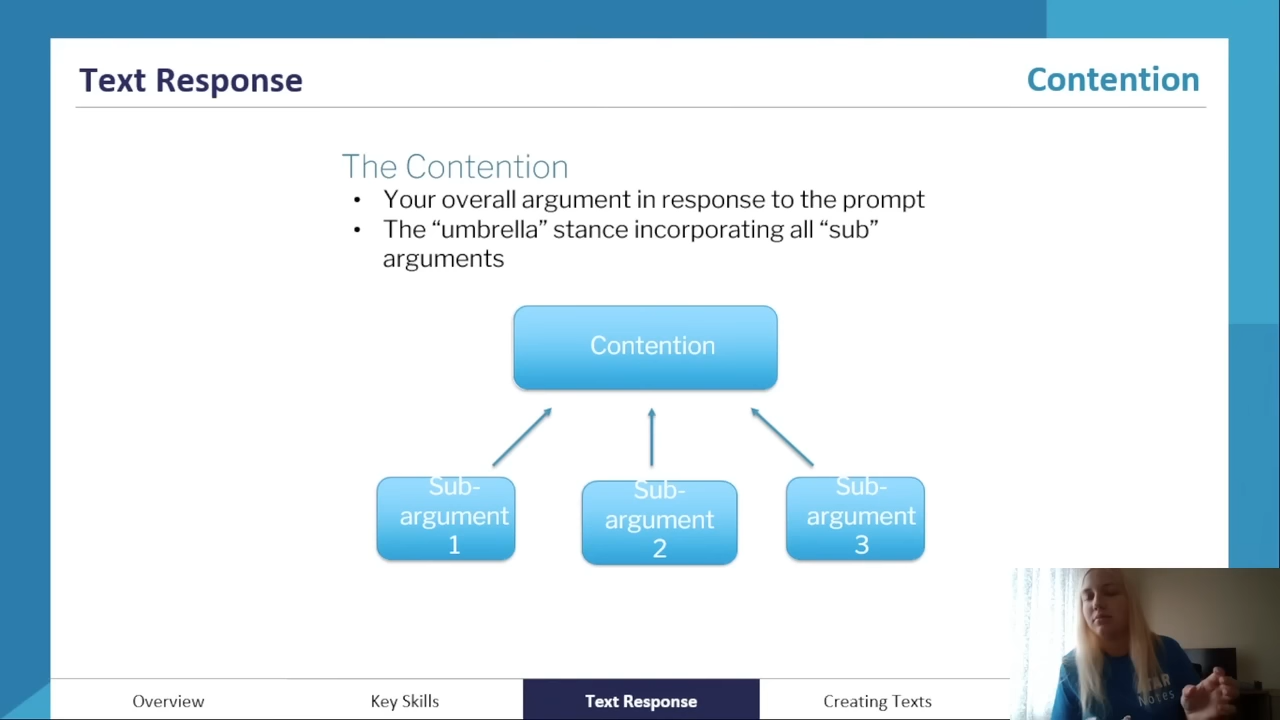 Text Response
Contention
The Contention
• Your overall argument in response to the prompt
• The “umbrella” stance incorporating all “sub”
arguments
Contention
Sub-
argument
1
Sub-
argument
2
Sub-
argument
3
Notes
Overview
Key Skills
Text Response
Creating Texts